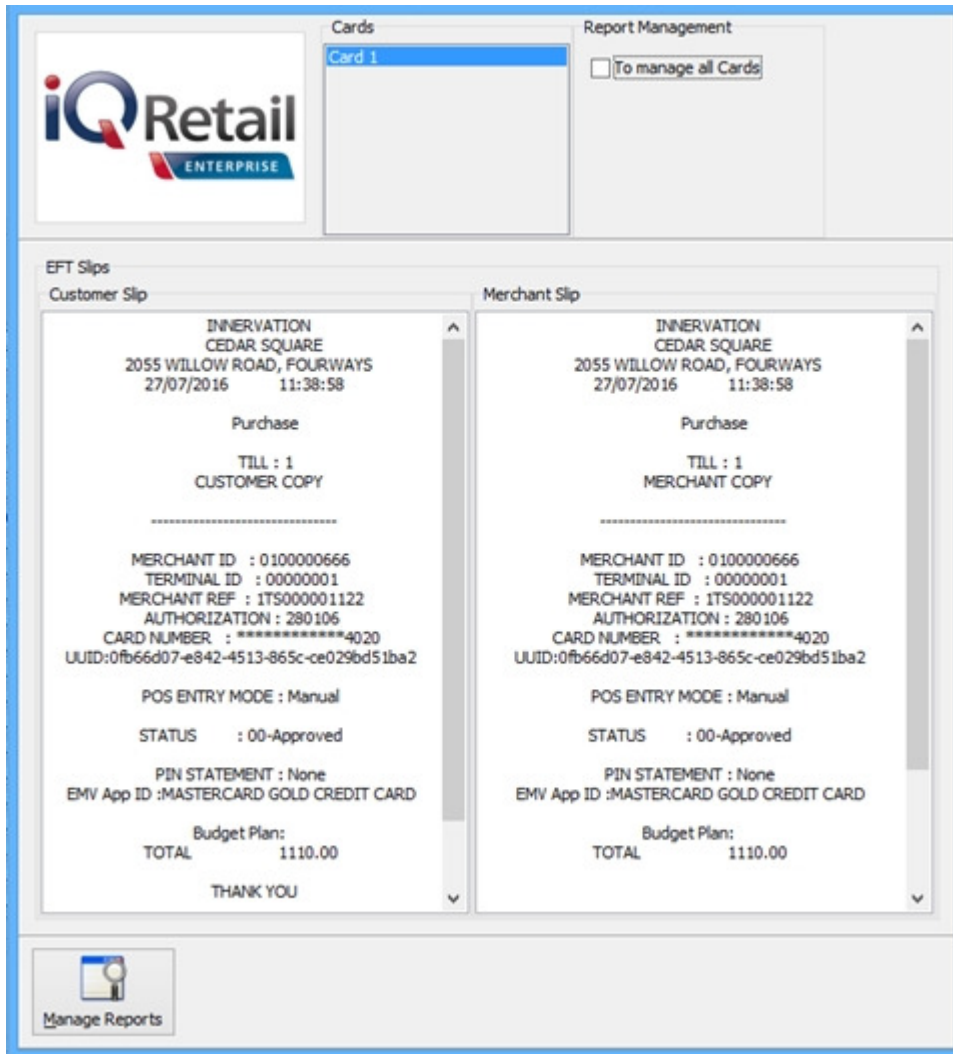 Cards
Report Management
Card 1
To manage all Cards
iQ Retail
ENTERPRISE
EFT Slips
Customer Slip
INNERVATION
CEDAR SQUARE
2055 WILLOW ROAD, FOURWAYS
27/07/2016 11:38:58
Purchase
TILL : 1
CUSTOMER COPY
-------------------------------
MERCHANT ID : 0100000666
TERMINAL ID : 00000001
MERCHANT REF : 1TS000001122
AUTHORIZATION : 280106
CARD NUMBER : ************4020
UUID:0fb66d07-e842-4513-865c-ce029bd51ba2
POS ENTRY MODE : Manual
STATUS : 00-Approved
PIN STATEMENT : None
EMV App ID :MASTERCARD GOLD CREDIT CARD
Budget Plan:
TOTAL 1110.00
THANK YOU
Merchant Slip
INNERVATION
CEDAR SQUARE
2055 WILLOW ROAD, FOURWAYS
27/07/2016 11:38:58
Purchase
TILL : 1
MERCHANT COPY
-------------------------------
MERCHANT ID : 0100000666
TERMINAL ID : 00000001
MERCHANT REF : 1TS000001122
AUTHORIZATION : 280106
CARD NUMBER : ************4020
UUID:0fb66d07-e842-4513-865c-ce029bd51ba2
POS ENTRY MODE : Manual
STATUS : 00-Approved
PIN STATEMENT : None
EMV App ID :MASTERCARD GOLD CREDIT CARD
Budget Plan:
TOTAL 1110.00
Manage Reports